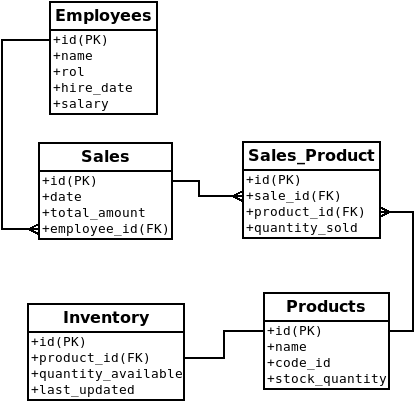 Employees
+id(PK)
+name
+rol
+hire_date
+salary
Sales
+id(PK)
+date
+total_amount
+employee_id(FK)
Sales_Product
+id(PK)
+sale_id(FK)
+product_id(FK)
+quantity_sold
Inventory
+id(PK)
+product_id(FK)
+quantity_available
+last_updated
Products
+id(PK)
+name
+code_id
+stock_quantity